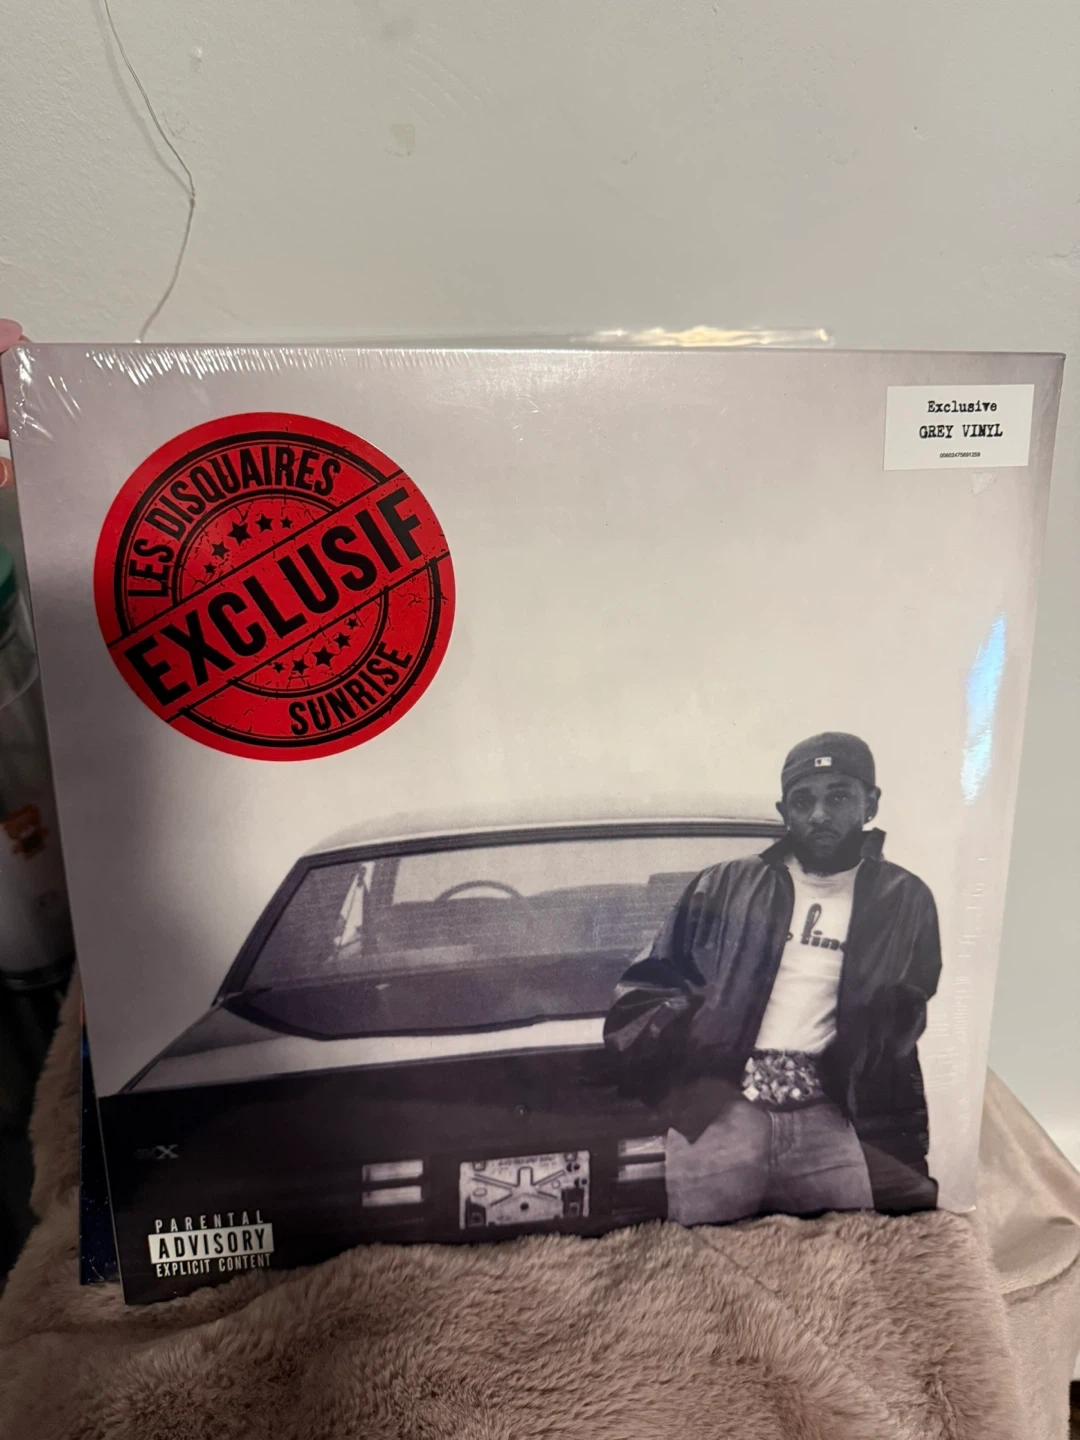 LES DISQUAIRES
EXCLUSIF
SUNRISE
Exclusive
GREY VINYL
PARENTAL
ADVISORY
EXPLICIT CONTENT